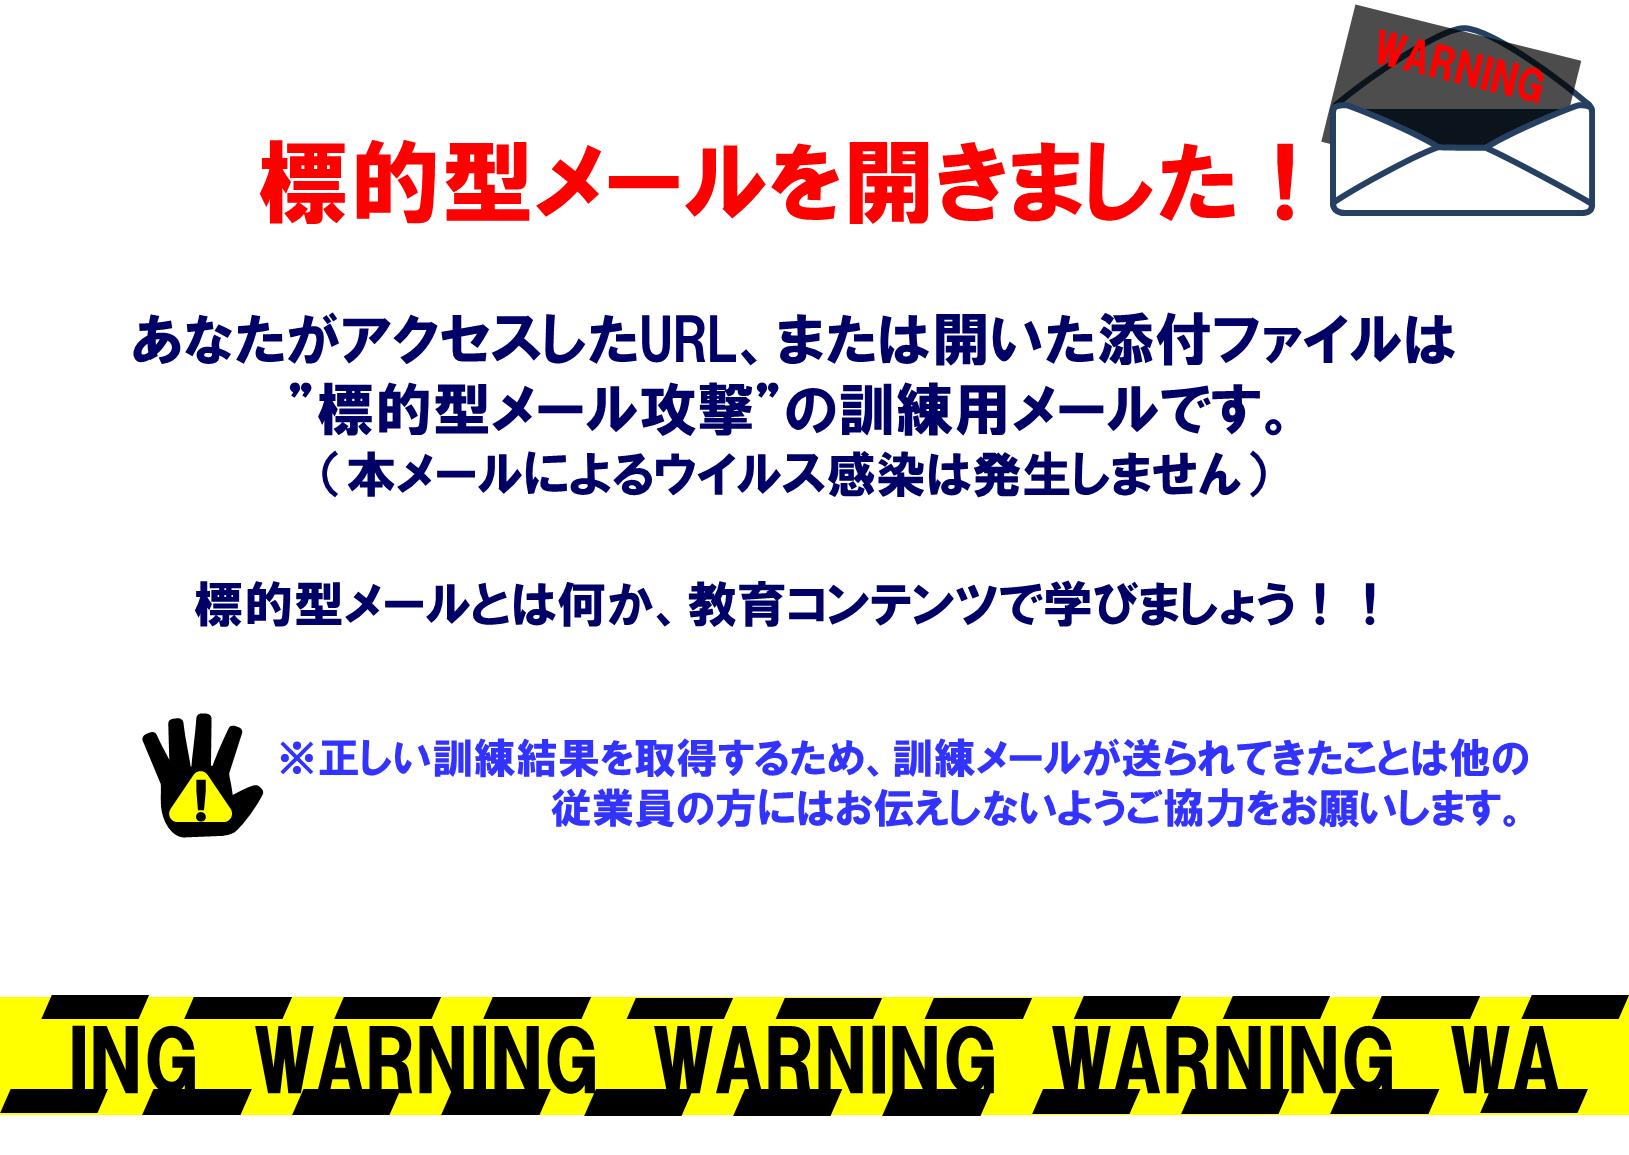 WARNING
標的型メールを開きました！
あなたがアクセスしたURL、または開いた添付ファイルは
”標的型メール攻撃”の訓練用メールです。
（本メールによるウイルス感染は発生しません）
標的型メールとは何か、教育コンテンツで学びましょう！！
※正しい訓練結果を取得するため、訓練メールが送られてきたことは他の
従業員の方にはお伝えしないようご協力をお願いします。
ING WARNING WARNING WARNING WA